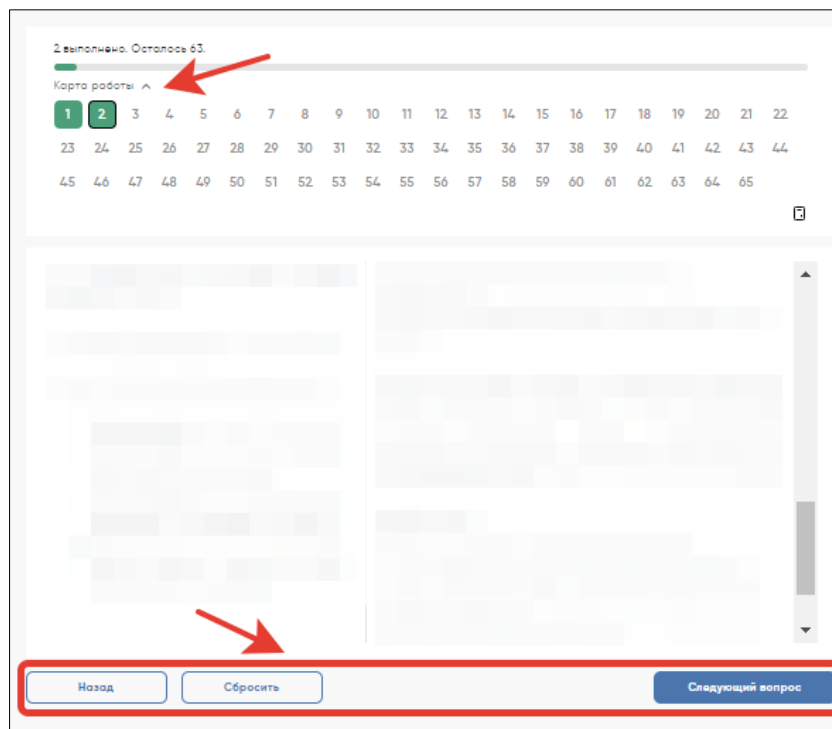 2 выполнено. Осталось 63.
Карта работы
1 2 3 4 5 6 7 8 9 10 11 12 13 14 15 16 17 18 19 20 21 22
23 24 25 26 27 28 29 30 31 32 33 34 35 36 37 38 39 40 41 42 43 44
45 46 47 48 49 50 51 52 53 54 55 56 57 58 59 60 61 62 63 64 65
Назад Сбросить Следующий вопрос